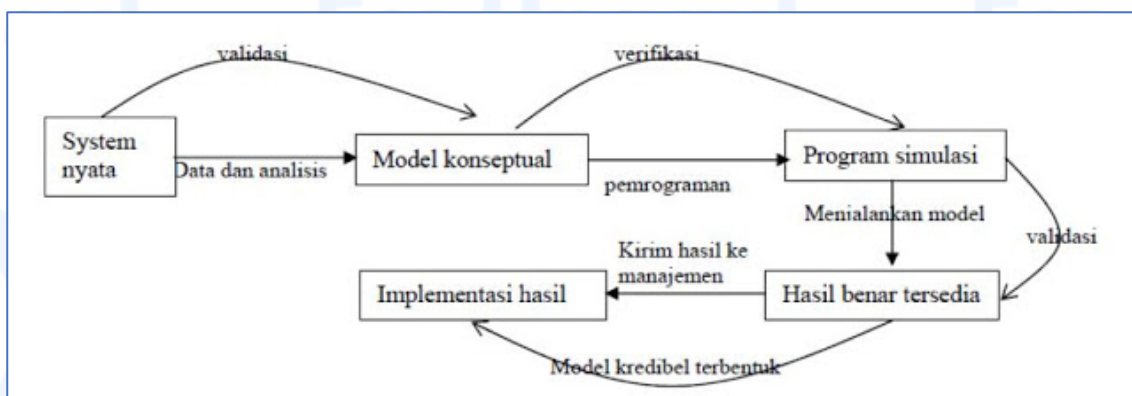 validasi
verifikasi
System
nyata
Data dan analisis
Model konseptual
pemrograman
Program simulasi
Menialankan model
validasi
Kirim hasil ke
manajemen
Implementasi hasil
Hasil benar tersedia
Model kredibel terbentuk